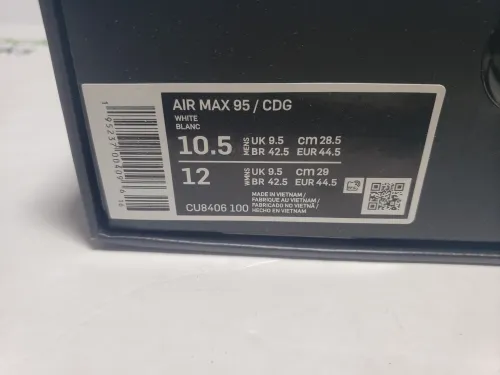 AIR MAX 95 / CDG
WHITE
BLANC
10.5 MENS UK 9.5 cm 28.5
BR 42.5 EUR 44.5
12 WMNS UK 9.5 cm 29
BR 42.5 EUR 44.5
CU8406 100
MADE IN VIETNAM /
FABRIQUÉ AU VIETNAM /
FABRICADO NO VIETNÃ /
HECHO EN VIETNAM